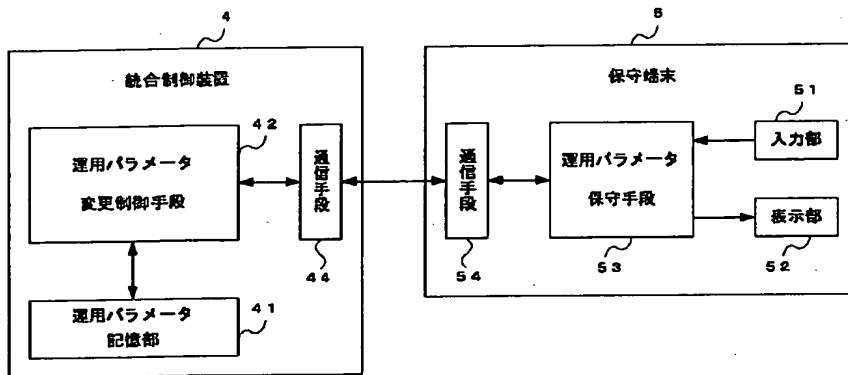 4
統合制御装置
42
運用パラメータ
変更制御手段
通信手段
44
運用パラメータ
記憶部
41
5
保守端末
51
入力部
通信手段
54
運用パラメータ
保守手段
53
表示部
52